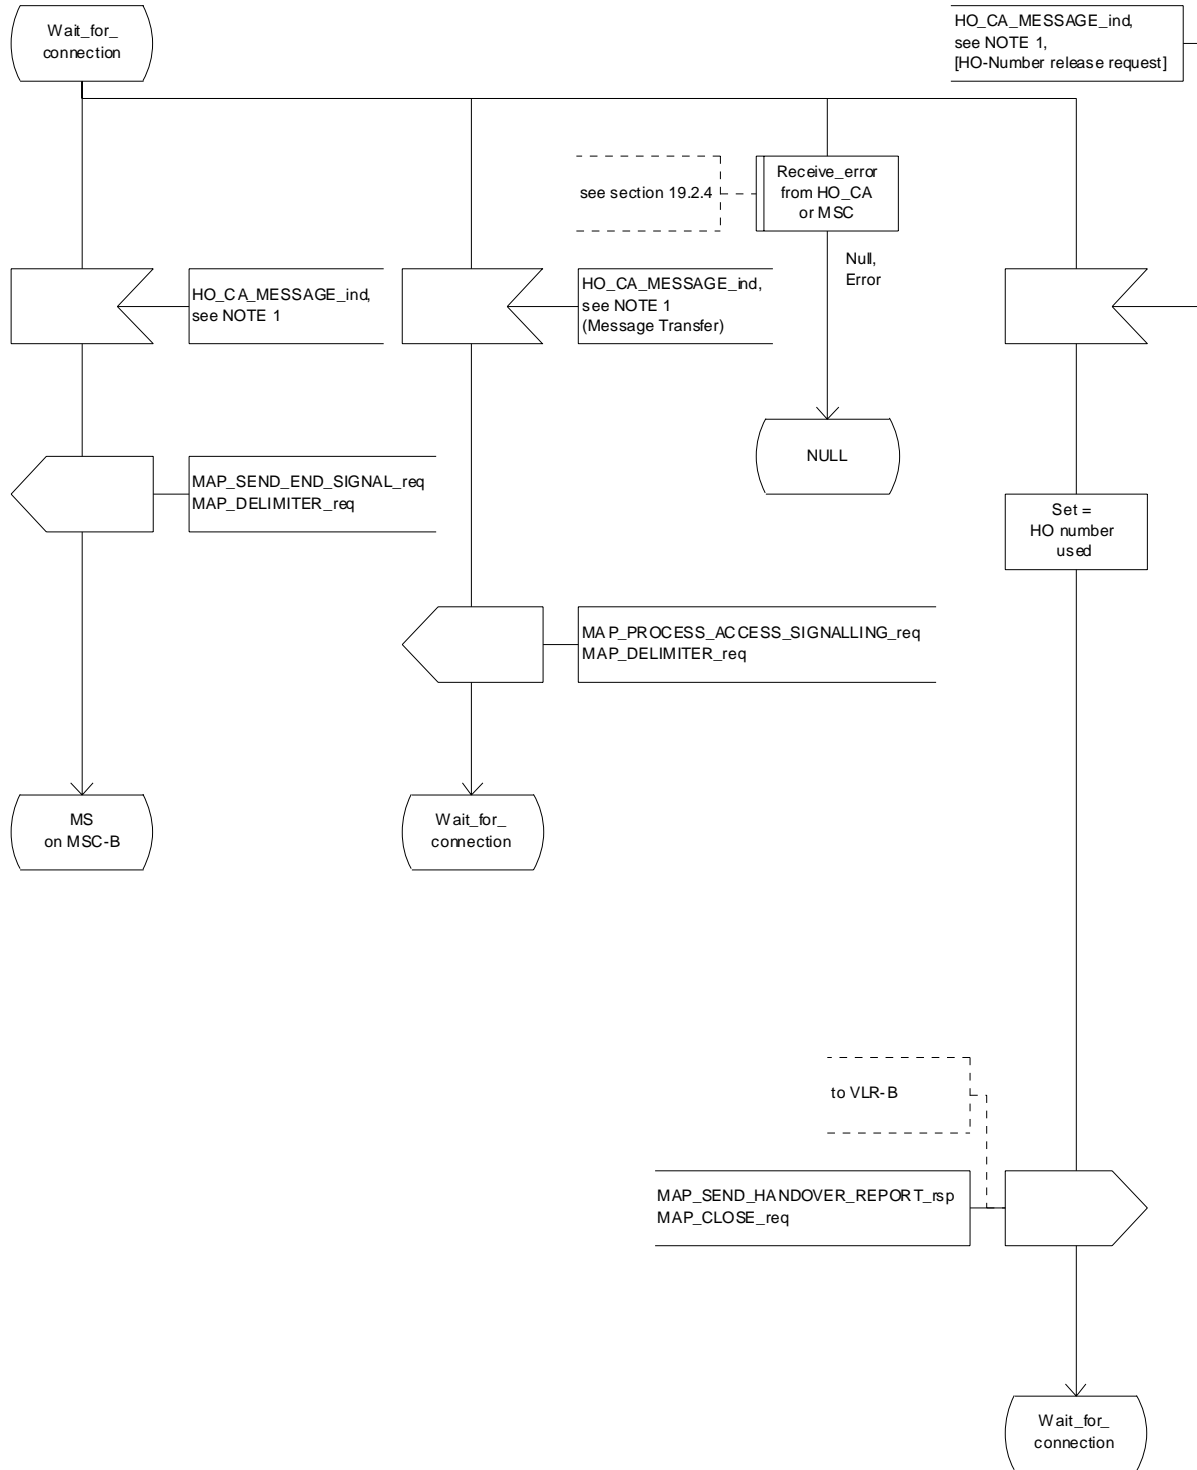 Wait_for_
connection
HO_CA_MESSAGE_ind,
see NOTE 1,
[HO-Number release request]
see section 19.2.4
Receive_error
from HO_CA
or MSC
Null,
Error
HO_CA_MESSAGE_ind,
see NOTE 1
HO_CA_MESSAGE_ind,
see NOTE 1
(Message Transfer)
NULL
MAP_SEND_END_SIGNAL_req
MAP_DELIMITER_req
Set =
HO number
used
MAP_PROCESS_ACCESS_SIGNALLING_req
MAP_DELIMITER_req
MS
on MSC-B
Wait_for_
connection
to VLR-B
MAP_SEND_HANDOVER_REPORT_rsp
MAP_CLOSE_req
Wait_for_
connection